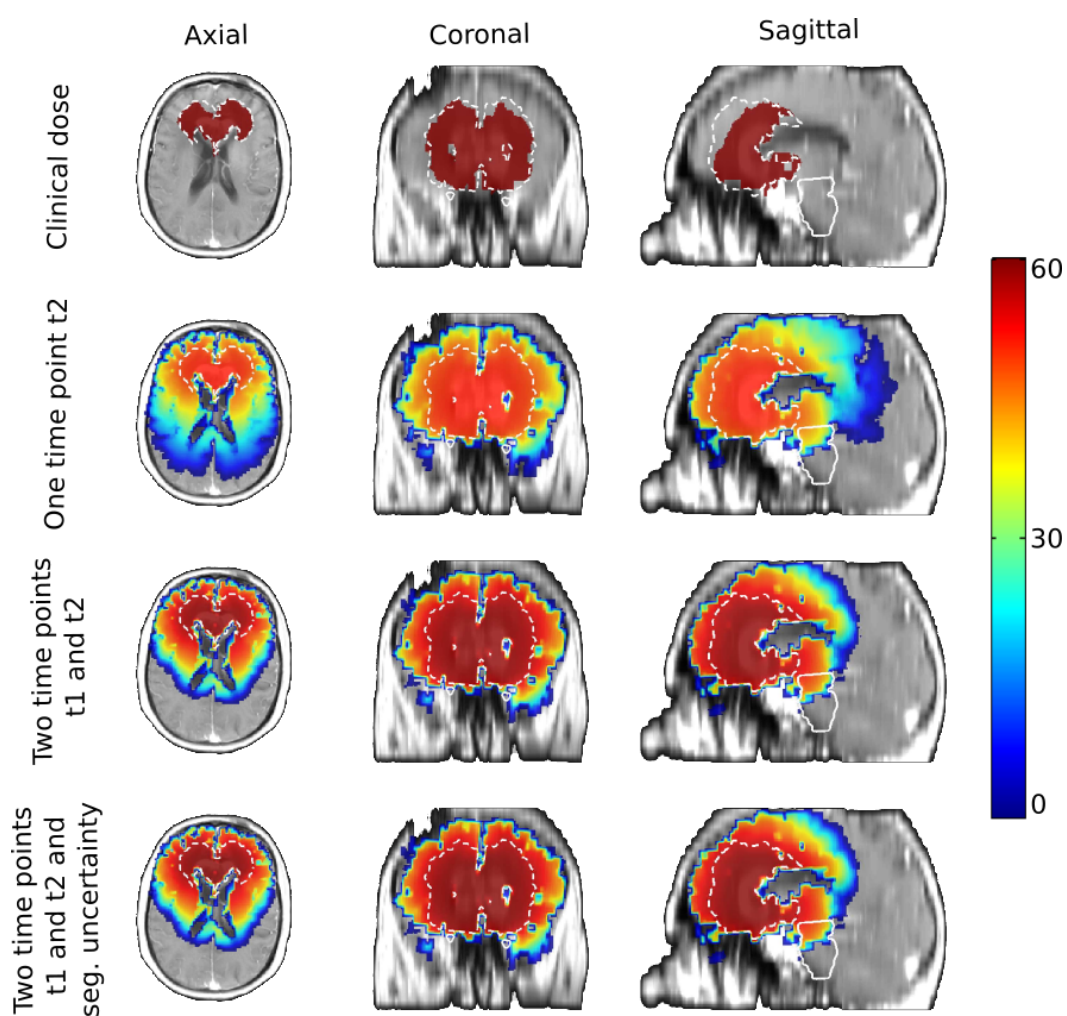 Axial
Coronal
Sagittal
Clinical dose
One time point t2
Two time points
t1 and t2
Two time points
t1 and t2 and
seg. uncertainty
60
30
0